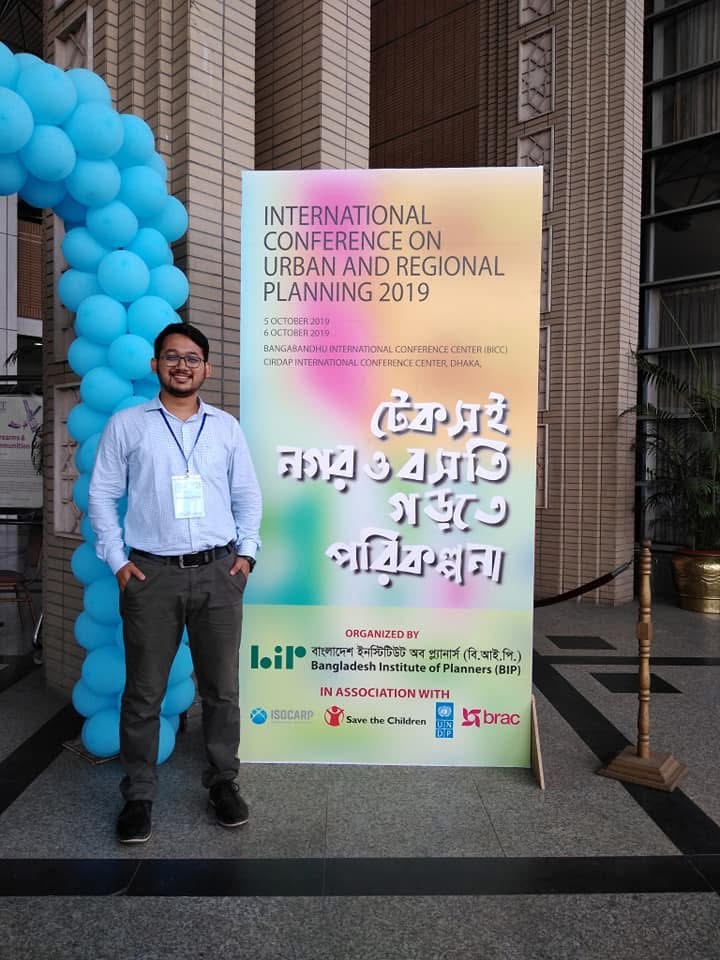 INTERNATIONAL
CONFERENCE ON
URBAN AND REGIONAL
PLANNING 2019
5 OCTOBER 2019
6 OCTOBER 2019
BANGABANDHU INTERNATIONAL CONFERENCE CENTER (BICC)
CIRDAP INTERNATIONAL CONFERENCE CENTER, DHAKA,
টেকসই
নগর ও বসতি
গড়তে
পরিকল্পনা
ORGANIZED BY
bip বাংলাদেশ ইনস্টিটিউট অব প্ল্যানার্স (বি.আই.পি.)
Bangladesh Institute of Planners (BIP)
IN ASSOCIATION WITH
ISOCARP Save the Children UNDP brac